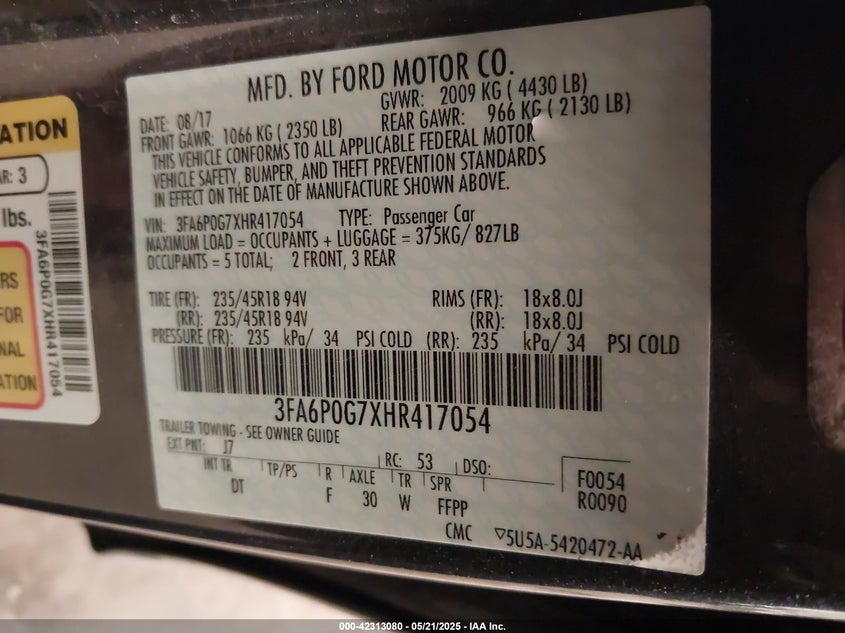 ATION
AR: 3
lbs.
RS
FOR
NAL
ATION
3FA6P0G7XHR417054
MFD. BY FORD MOTOR CO.
DATE: 08/17 GVWR: 2009 KG ( 4430 LB)
FRONT GAWR: 1066 KG ( 2350 LB) REAR GAWR: 966 KG ( 2130 LB)
THIS VEHICLE CONFORMS TO ALL APPLICABLE FEDERAL MOTOR
VEHICLE SAFETY, BUMPER, AND THEFT PREVENTION STANDARDS
IN EFFECT ON THE DATE OF MANUFACTURE SHOWN ABOVE.
VIN: 3FA6P0G7XHR417054 TYPE: Passenger Car
MAXIMUM LOAD = OCCUPANTS + LUGGAGE = 375KG/ 827LB
OCCUPANTS = 5 TOTAL; 2 FRONT, 3 REAR
TIRE (FR): 235/45R18 94V RIMS (FR): 18x8.0J
(RR): 235/45R18 94V (RR): 18x8.0J
PRESSURE (FR): 235 kPa/ 34 PSI COLD (RR): 235 kPa/ 34 PSI COLD
3FA6P0G7XHR417054
TRAILER TOWING - SEE OWNER GUIDE
EXT PNT: J7 RC: 53 DSO: F0054
INT TR TP/PS R AXLE TR SPR R0090
DT F 30 W FFPP
CMC ▽5U5A-5420472-AA
000-42313080 - 05/21/2025 - IAA Inc.